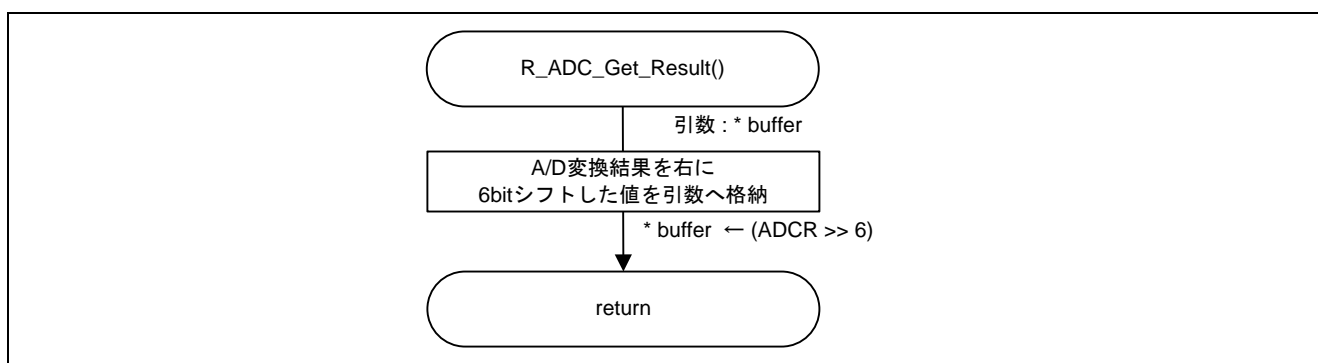 R_ADC_Get_Result()
引数 : * buffer
A/D変換結果を右に
6bitシフトした値を引数へ格納
* buffer ← (ADCR >> 6)
return